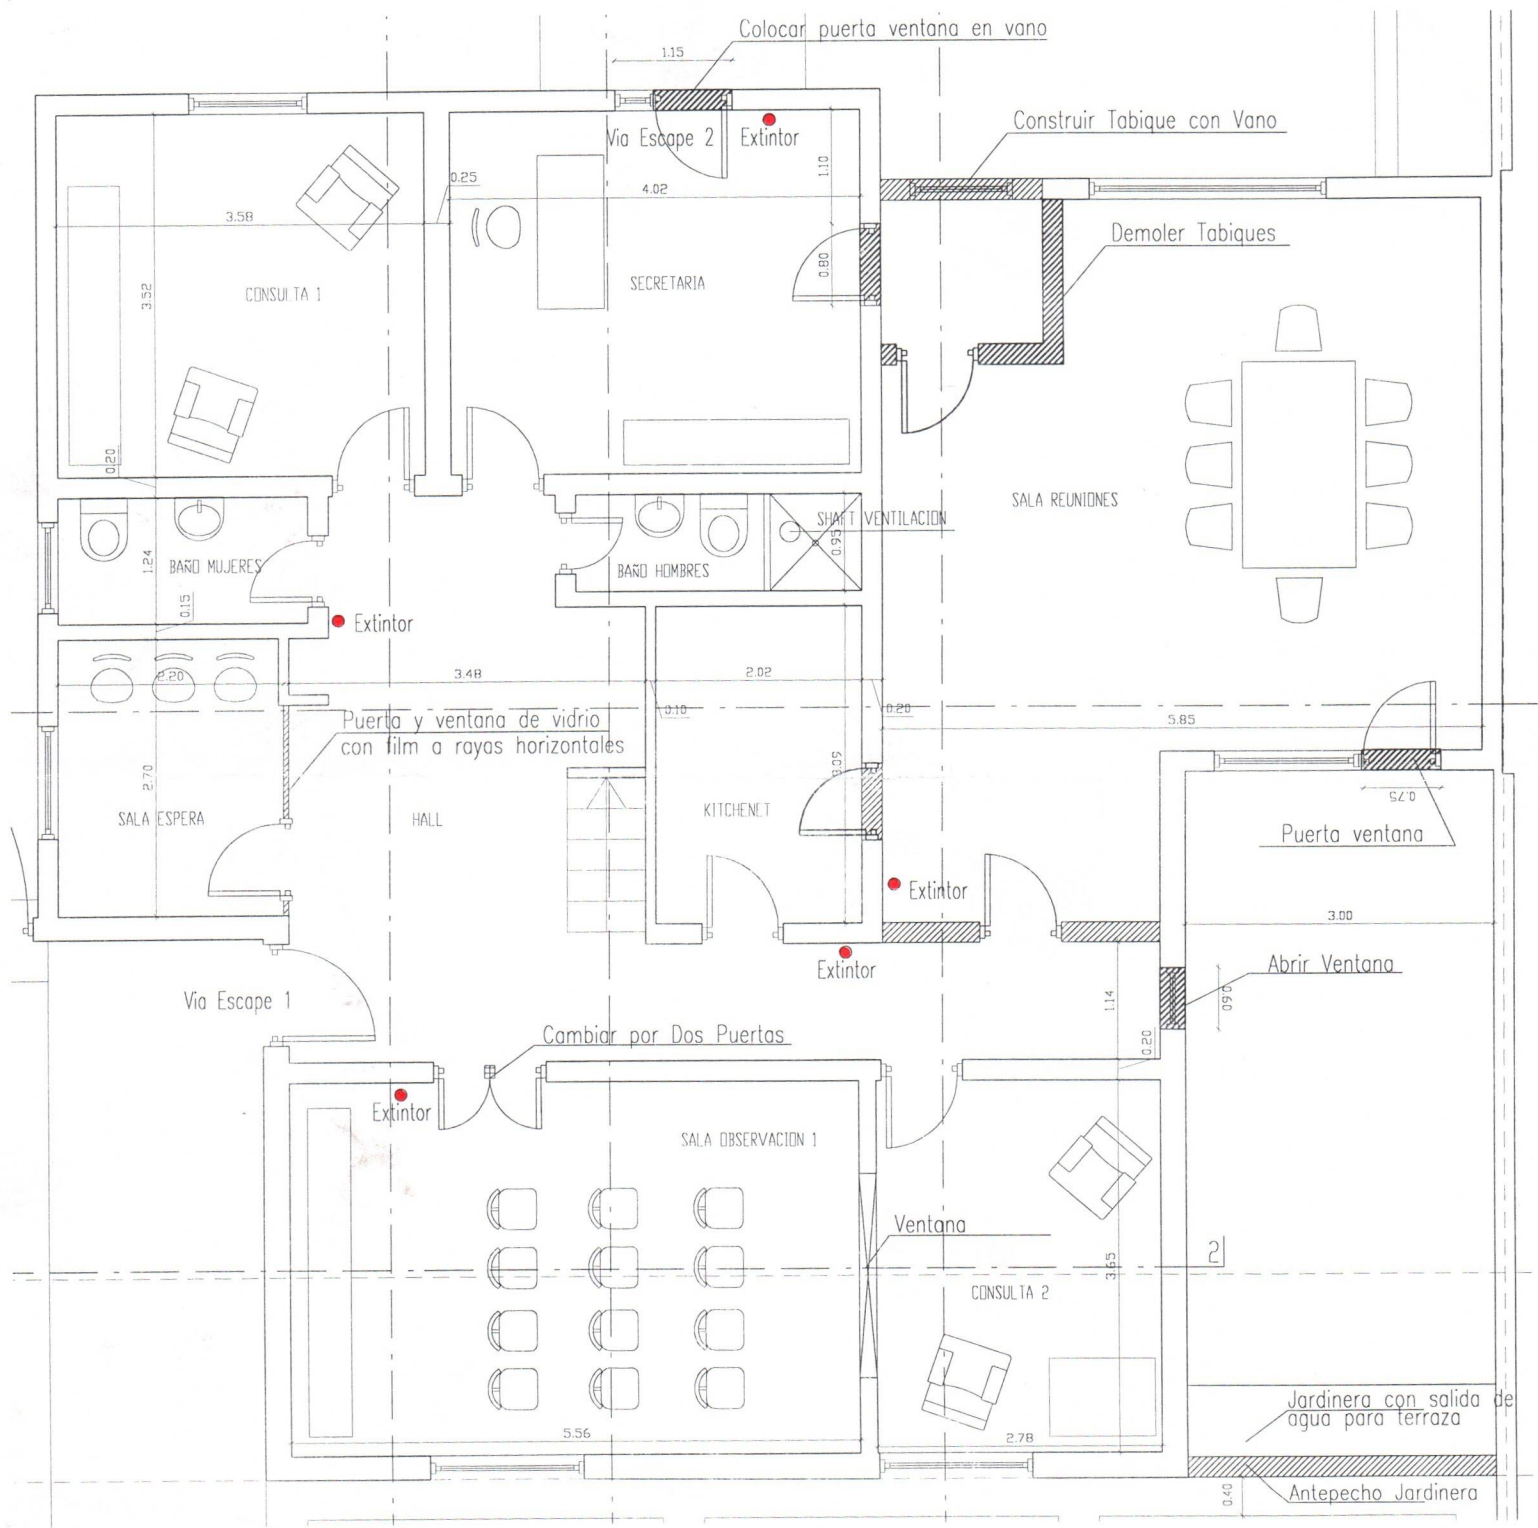 Colocar puerta ventana en vano
1.15
Construir Tabique con Vano
Via Escape 2
Extintor
1.10
0.25
4.02
3.58
Demoler Tabiques
0.80
3.52
CONSULTA 1
SECRETARIA
0.20
SALA REUNIONES
SHAFT VENTILACION
0.95
1.24
BAÑO MUJERES
BAÑO HOMBRES
0.15
Extintor
2.20
3.48
2.02
0.10
0.20
5.85
Puerta y ventana de vidrio
con film a rayas horizontales
2.70
SALA ESPERA
HALL
KITCHENET
0.75
Puerta ventana
Extintor
3.00
Extintor
Abrir Ventana
Via Escape 1
1.14
0.60
0.20
Cambiar por Dos Puertas
Extintor
SALA OBSERVACION 1
Ventana
2
3.65
CONSULTA 2
Jardinera con salida de
agua para terraza
5.56
2.78
0.40
Antepecho Jardinera